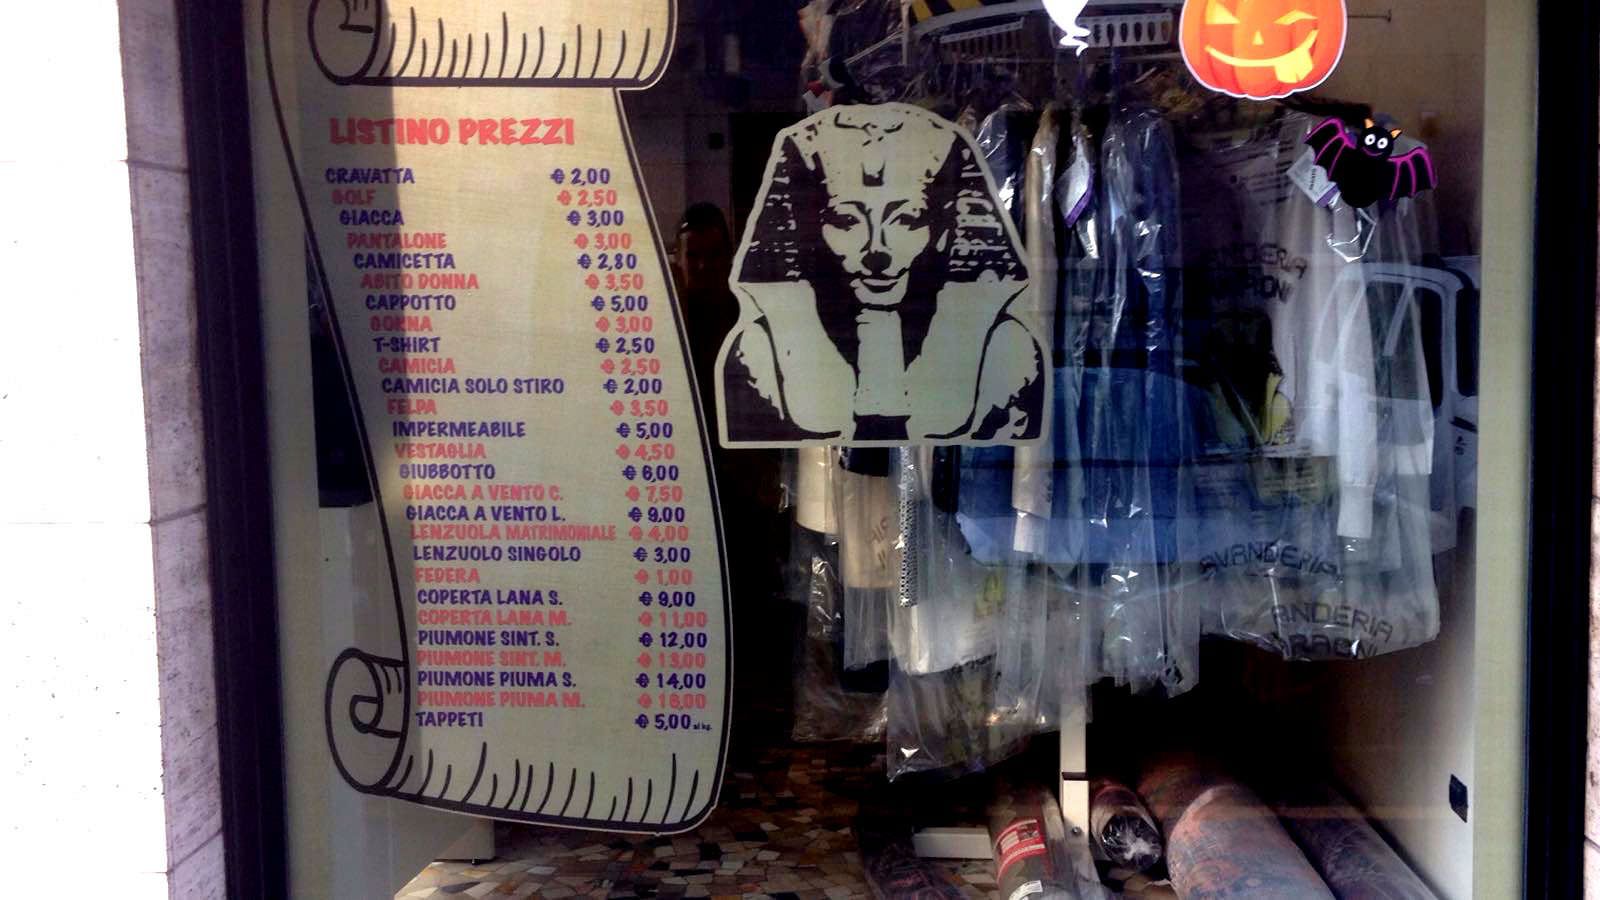 LISTINO PREZZI
CRAVATTA € 2,00
GOLF € 2,50
GIACCA € 3,00
PANTALONE € 3,00
CAMICETTA € 2,80
ABITO DONNA € 3,50
CAPPOTTO € 5,00
GONNA € 3,00
T-SHIRT € 2,50
CAMICIA € 2,50
CAMICIA SOLO STIRO € 2,00
FELPA € 3,50
IMPERMEABILE € 5,00
VESTAGLIA € 4,50
GIUBBOTTO € 6,00
GIACCA A VENTO C. € 7,50
GIACCA A VENTO L. € 9,00
LENZUOLA MATRIMONIALE € 4,00
LENZUOLO SINGOLO € 3,00
FEDERA € 1,00
COPERTA LANA S. € 9,00
COPERTA LANA M. € 11,00
PIUMONE SINT. S. € 12,00
PIUMONE SINT. M. € 13,00
PIUMONE PIUMA S. € 14,00
PIUMONE PIUMA M. € 16,00
TAPPETI € 5,00 al kg.
AVANDERIA
ANDERIA